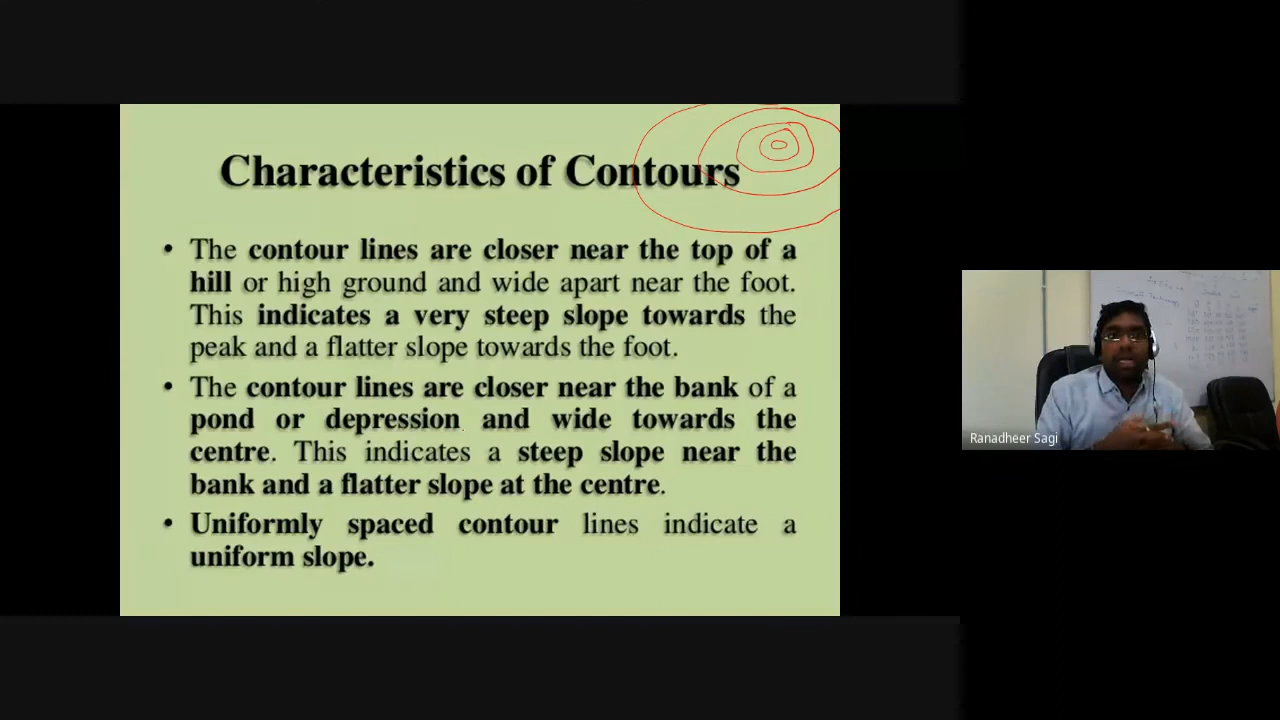 Characteristics of Contours
• The contour lines are closer near the top of a
hill or high ground and wide apart near the foot.
This indicates a very steep slope towards the
peak and a flatter slope towards the foot.
• The contour lines are closer near the bank of a
pond or depression and wide towards the
centre. This indicates a steep slope near the
bank and a flatter slope at the centre.
• Uniformly spaced contour lines indicate a
uniform slope.
Ranadheer Sagi